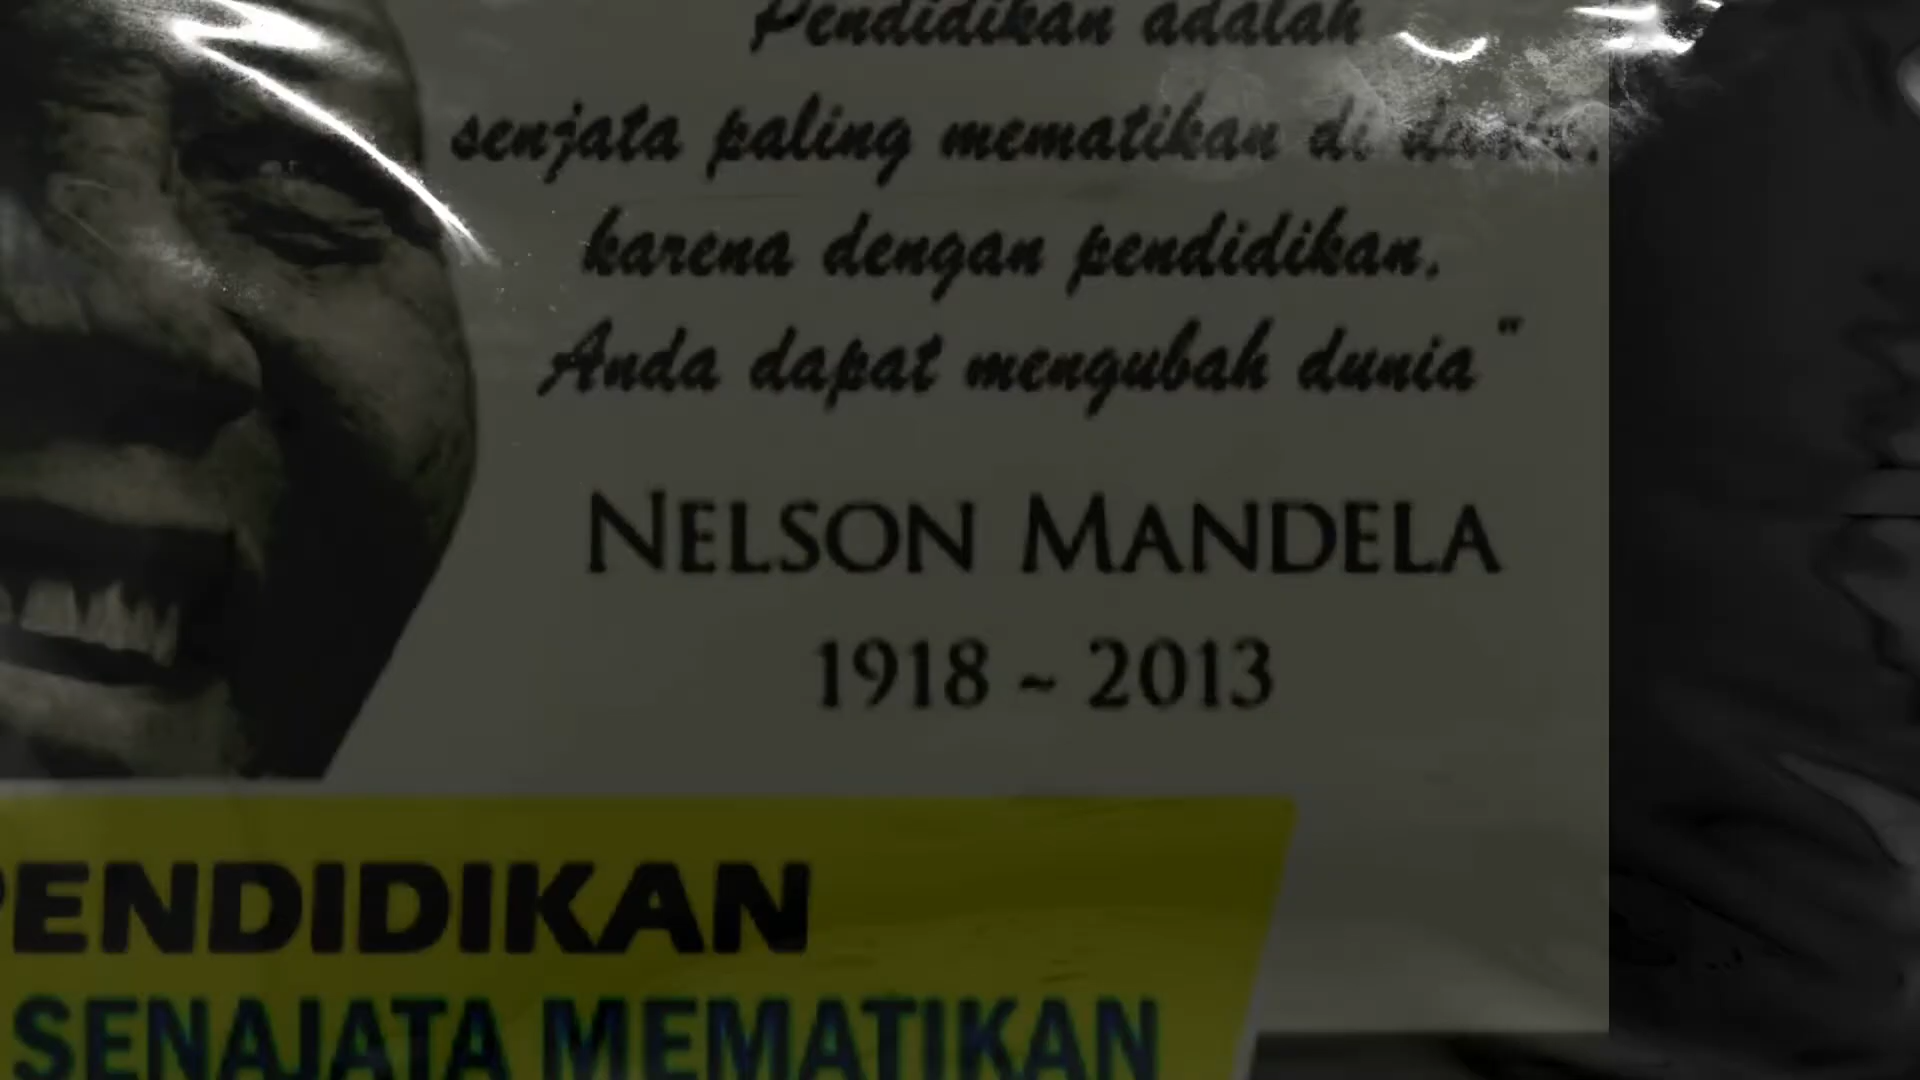 Pendidikan adalah
senjata paling mematikan di
karena dengan pendidikan,
Anda dapat mengubah dunia"
NELSON MANDELA
1918 ~ 2013
PENDIDIKAN
SENAJATA MEMATIKAN